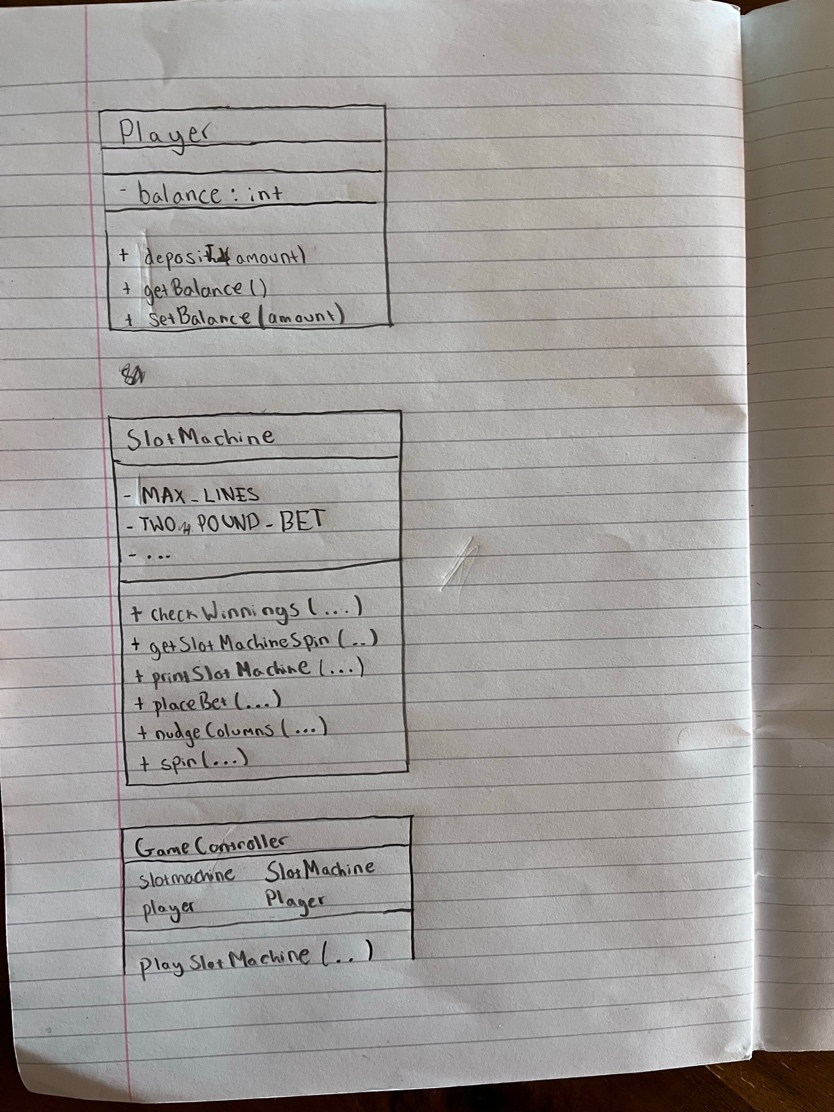 Player
- balance : int
+ deposit( amount)
+ getBalance()
+ setBalance(amount)
SlotMachine
- MAX_LINES
- TWO_POUND_BET
- ...
+ checkWinnings (...)
+ getSlotMachineSpin (..)
+ printSlotMachine (...)
+ placeBet (...)
+ nudgeColumns (...)
+ spin(...)
GameController
slotmachine SlotMachine
player Player
playSlotMachine (..)